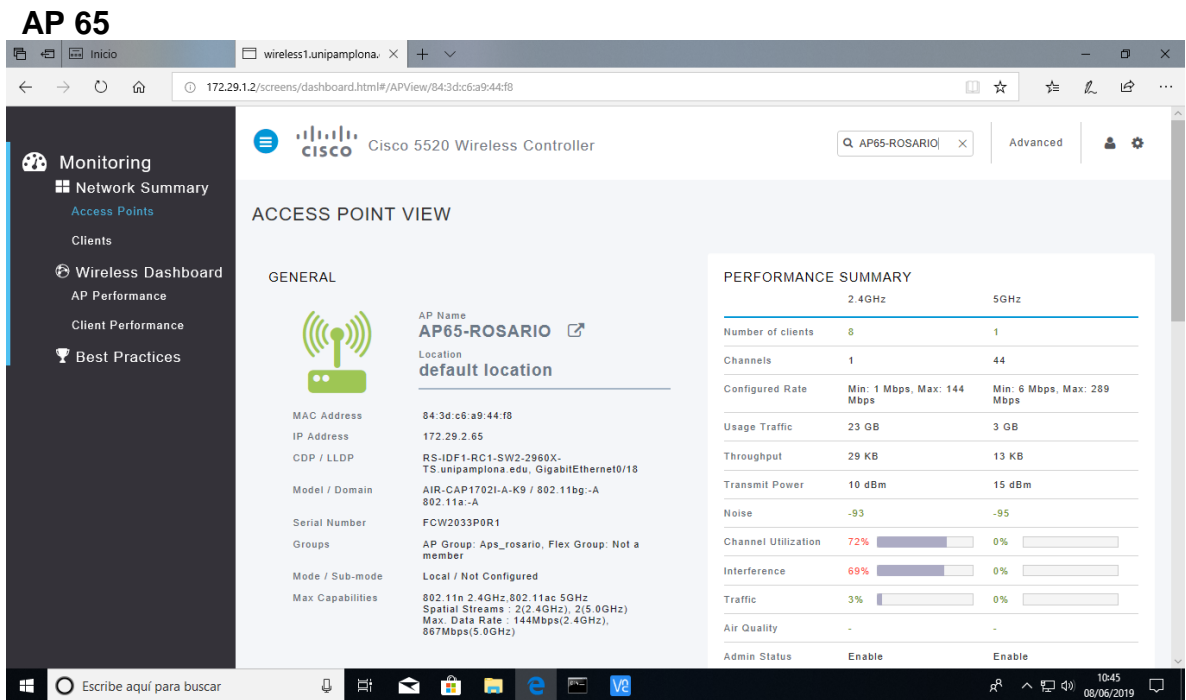 AP 65
Inicio
wireless1.unipamplona.
172.29.1.2/screens/dashboard.html#/APView/84:3d:c6:a9:44:f8
Monitoring
Network Summary
Access Points
Clients
Wireless Dashboard
AP Performance
Client Performance
Best Practices
CISCO Cisco 5520 Wireless Controller
AP65-ROSARIO
Advanced
ACCESS POINT VIEW
GENERAL
AP Name
AP65-ROSARIO
Location
default location
MAC Address 84:3d:c6:a9:44:f8
IP Address 172.29.2.65
CDP / LLDP RS-IDF1-RC1-SW2-2960X-
TS.unipamplona.edu, GigabitEthernet0/18
Model / Domain AIR-CAP1702I-A-K9 / 802.11bg:-A
802.11a:-A
Serial Number FCW2033P0R1
Groups AP Group: Aps_rosario, Flex Group: Not a
member
Mode / Sub-mode Local / Not Configured
Max Capabilities 802.11n 2.4GHz,802.11ac 5GHz
Spatial Streams : 2(2.4GHz), 2(5.0GHz)
Max. Data Rate : 144Mbps(2.4GHz),
867Mbps(5.0GHz)
PERFORMANCE SUMMARY
2.4GHz 5GHz
Number of clients 8 1
Channels 1 44
Configured Rate Min: 1 Mbps, Max: 144 Min: 6 Mbps, Max: 289
Mbps Mbps
Usage Traffic 23 GB 3 GB
Throughput 29 KB 13 KB
Transmit Power 10 dBm 15 dBm
Noise -93 -95
Channel Utilization 72% 0%
Interference 69% 0%
Traffic 3% 0%
Air Quality - -
Admin Status Enable Enable
Escribe aquí para buscar
10:45
08/06/2019